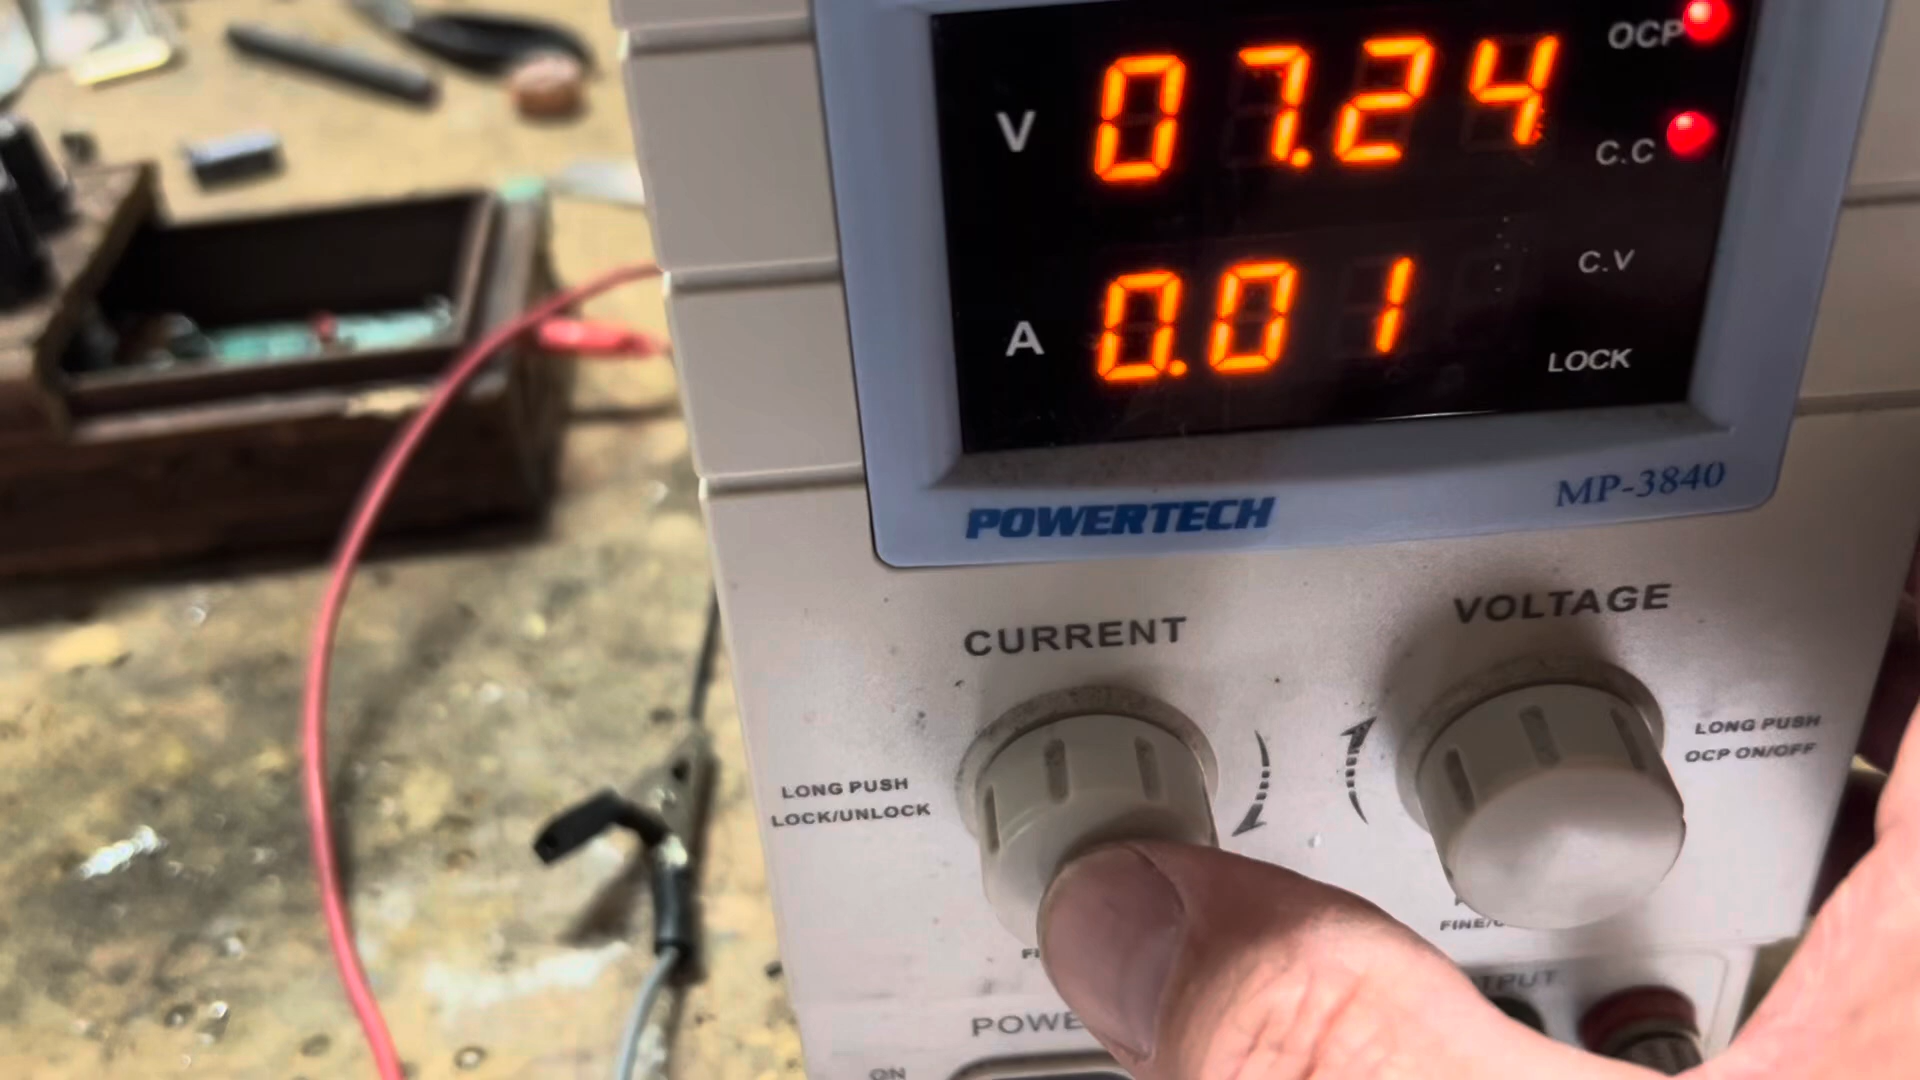 OCP
V 07.24
C.C
C.V
A 0.01
LOCK
POWERTECH MP-3840
CURRENT VOLTAGE
LONG PUSH
LOCK/UNLOCK
LONG PUSH
OCP ON/OFF
ON